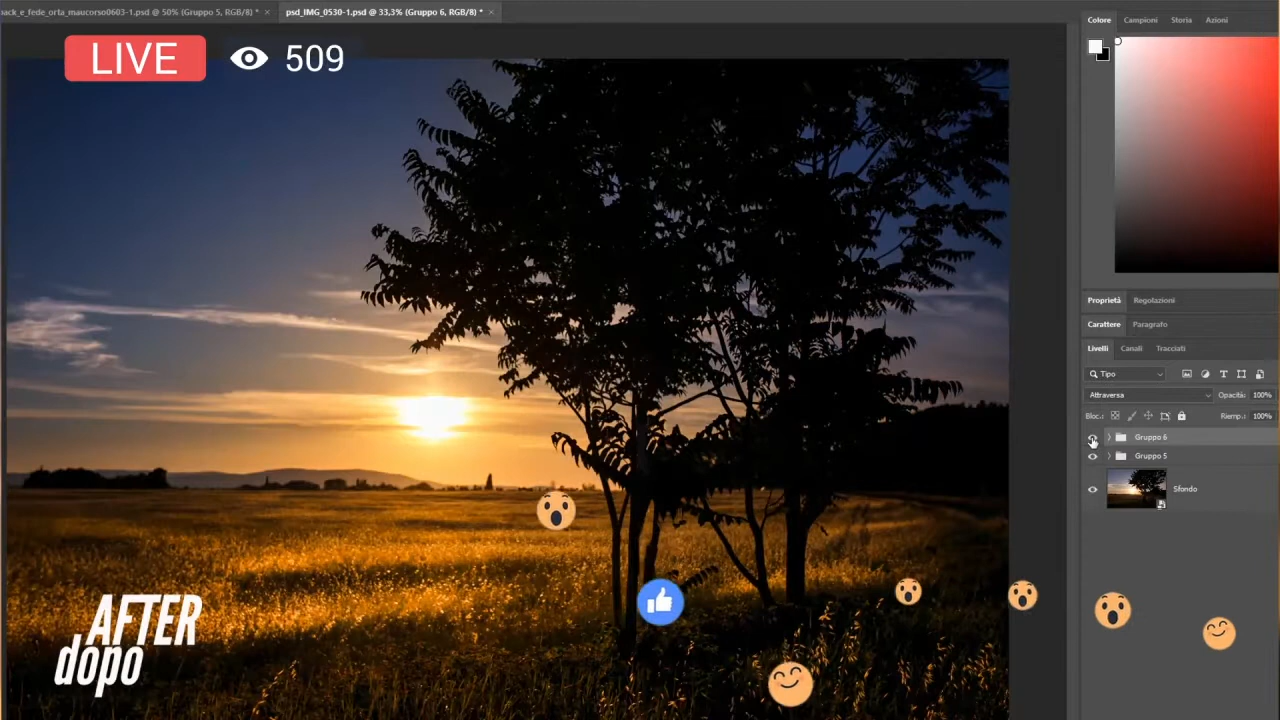 ack_e_fede_orta_maucorso0603-1.psd @ 50% (Gruppo 5, RGB/8) *
psd_IMG_0530-1.psd @ 33,3% (Gruppo 6, RGB/8) *
Colore Campioni Storia Azioni
LIVE 509
Proprietà Regolazioni
Carattere Paragrafo
Livelli Canali Tracciati
Tipo
Attraversa Opacità: 100%
Bloc.: Riemp.: 100%
Gruppo 6
Gruppo 5
Sfondo
AFTER
dopo